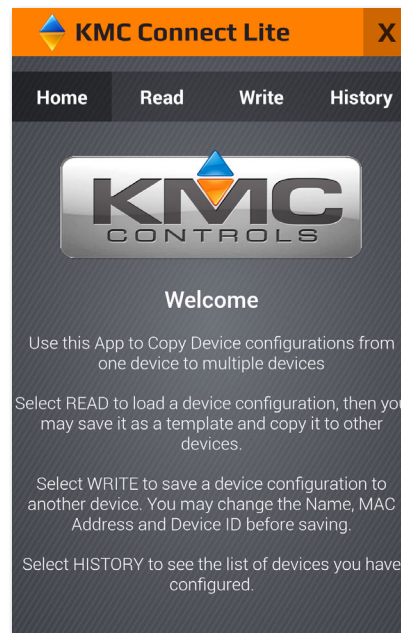 KMC Connect Lite X
Home Read Write History
KMC
CONTROLS
Welcome
Use this App to Copy Device configurations from
one device to multiple devices
Select READ to load a device configuration, then you
may save it as a template and copy it to other
devices.
Select WRITE to save a device configuration to
another device. You may change the Name, MAC
Address and Device ID before saving.
Select HISTORY to see the list of devices you have
configured.